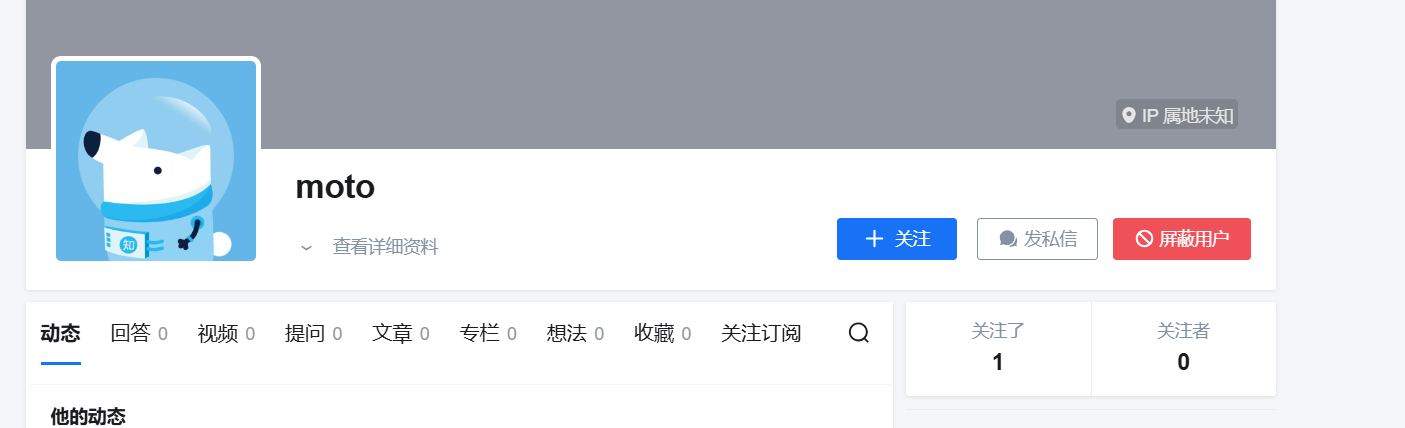 IP 属地未知
moto
查看详细资料
关注
发私信
屏蔽用户
知
动态 回答 0 视频 0 提问 0 文章 0 专栏 0 想法 0 收藏 0 关注订阅
关注了 关注者
1 0
他的动态